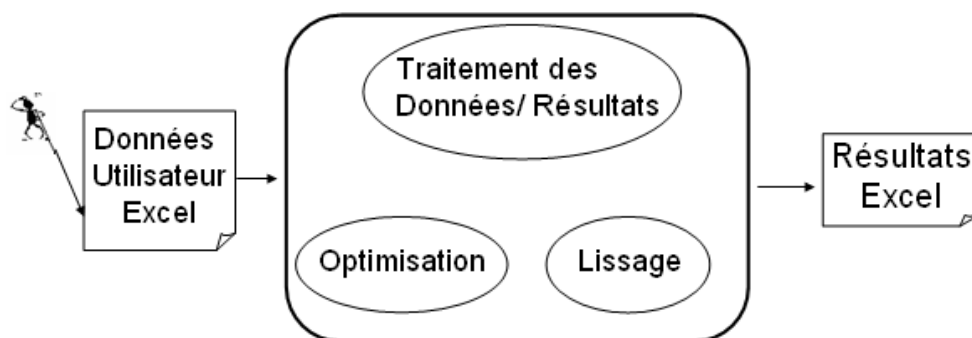 Traitement des
Données/ Résultats
Données
Utilisateur
Excel
Résultats
Excel
Optimisation
Lissage